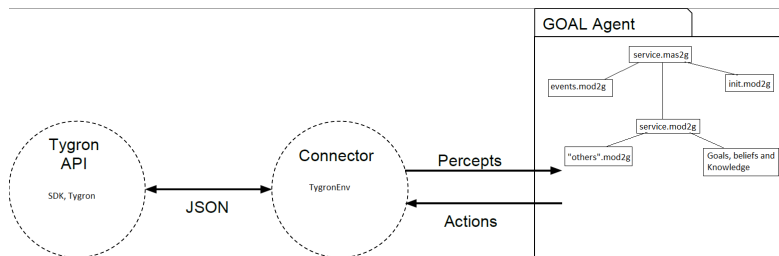 GOAL Agent
service.mas2g
events.mod2g
init.mod2g
service.mod2g
"others".mod2g
Goals, beliefs and
Knowledge
Tygron
API
SDK, Tygron
JSON
Connector
TygronEnv
Percepts
Actions